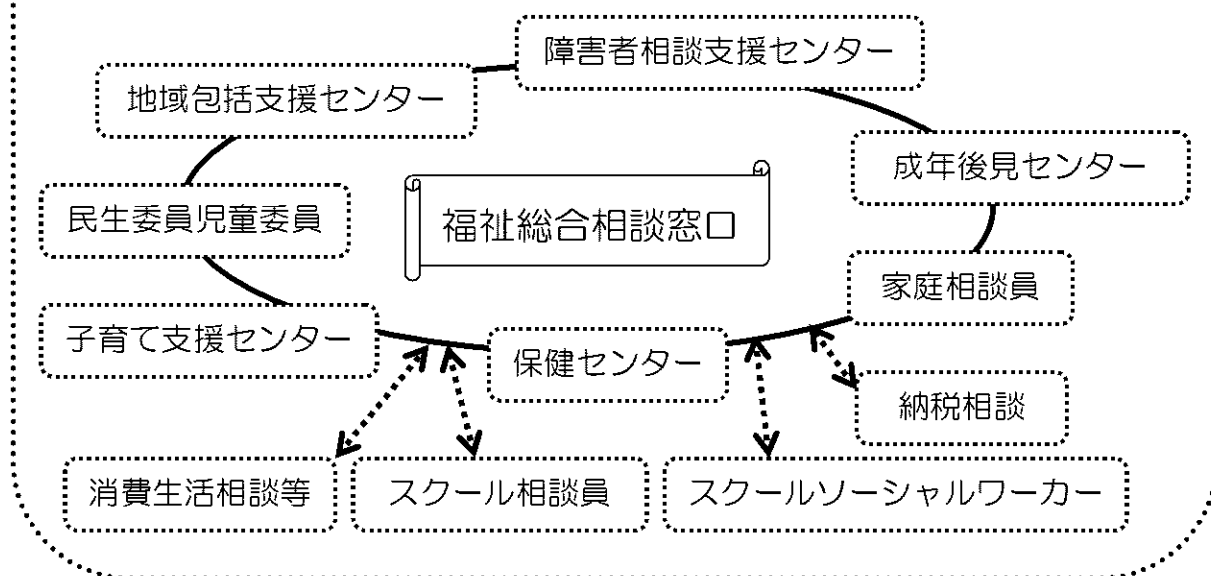 障害者相談支援センター
地域包括支援センター
成年後見センター
民生委員児童委員
福祉総合相談窓口
家庭相談員
子育て支援センター
保健センター
納税相談
消費生活相談等
スクール相談員
スクールソーシャルワーカー